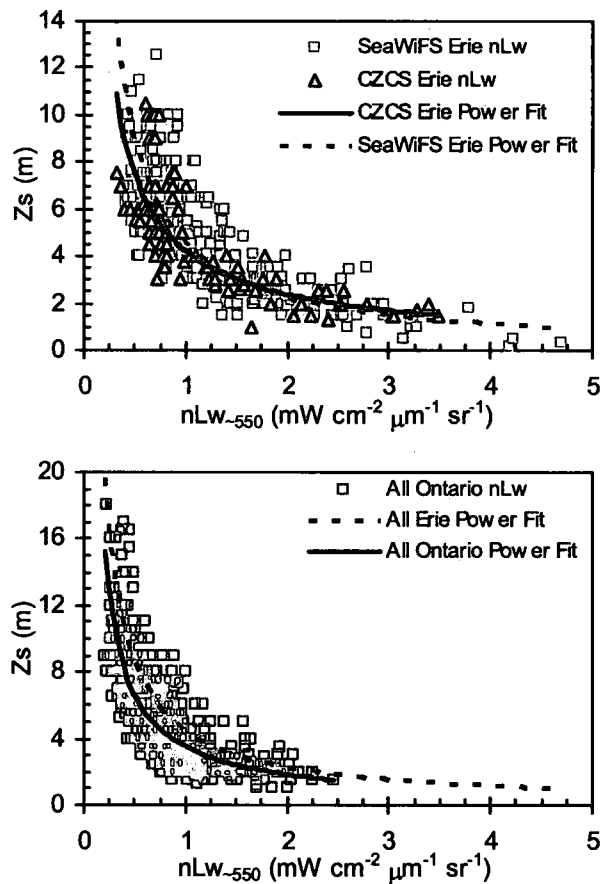 14
12
10
8
6
4
2
0
Zs (m)
SeaWiFS Erie nLw
CZCS Erie nLw
CZCS Erie Power Fit
SeaWiFS Erie Power Fit
0 1 2 3 4 5
nLw~550 (mW cm-2 μm-1 sr-1)
20
16
12
8
4
0
Zs (m)
All Ontario nLw
All Erie Power Fit
All Ontario Power Fit
0 1 2 3 4 5
nLw~550 (mW cm-2 μm-1 sr-1)